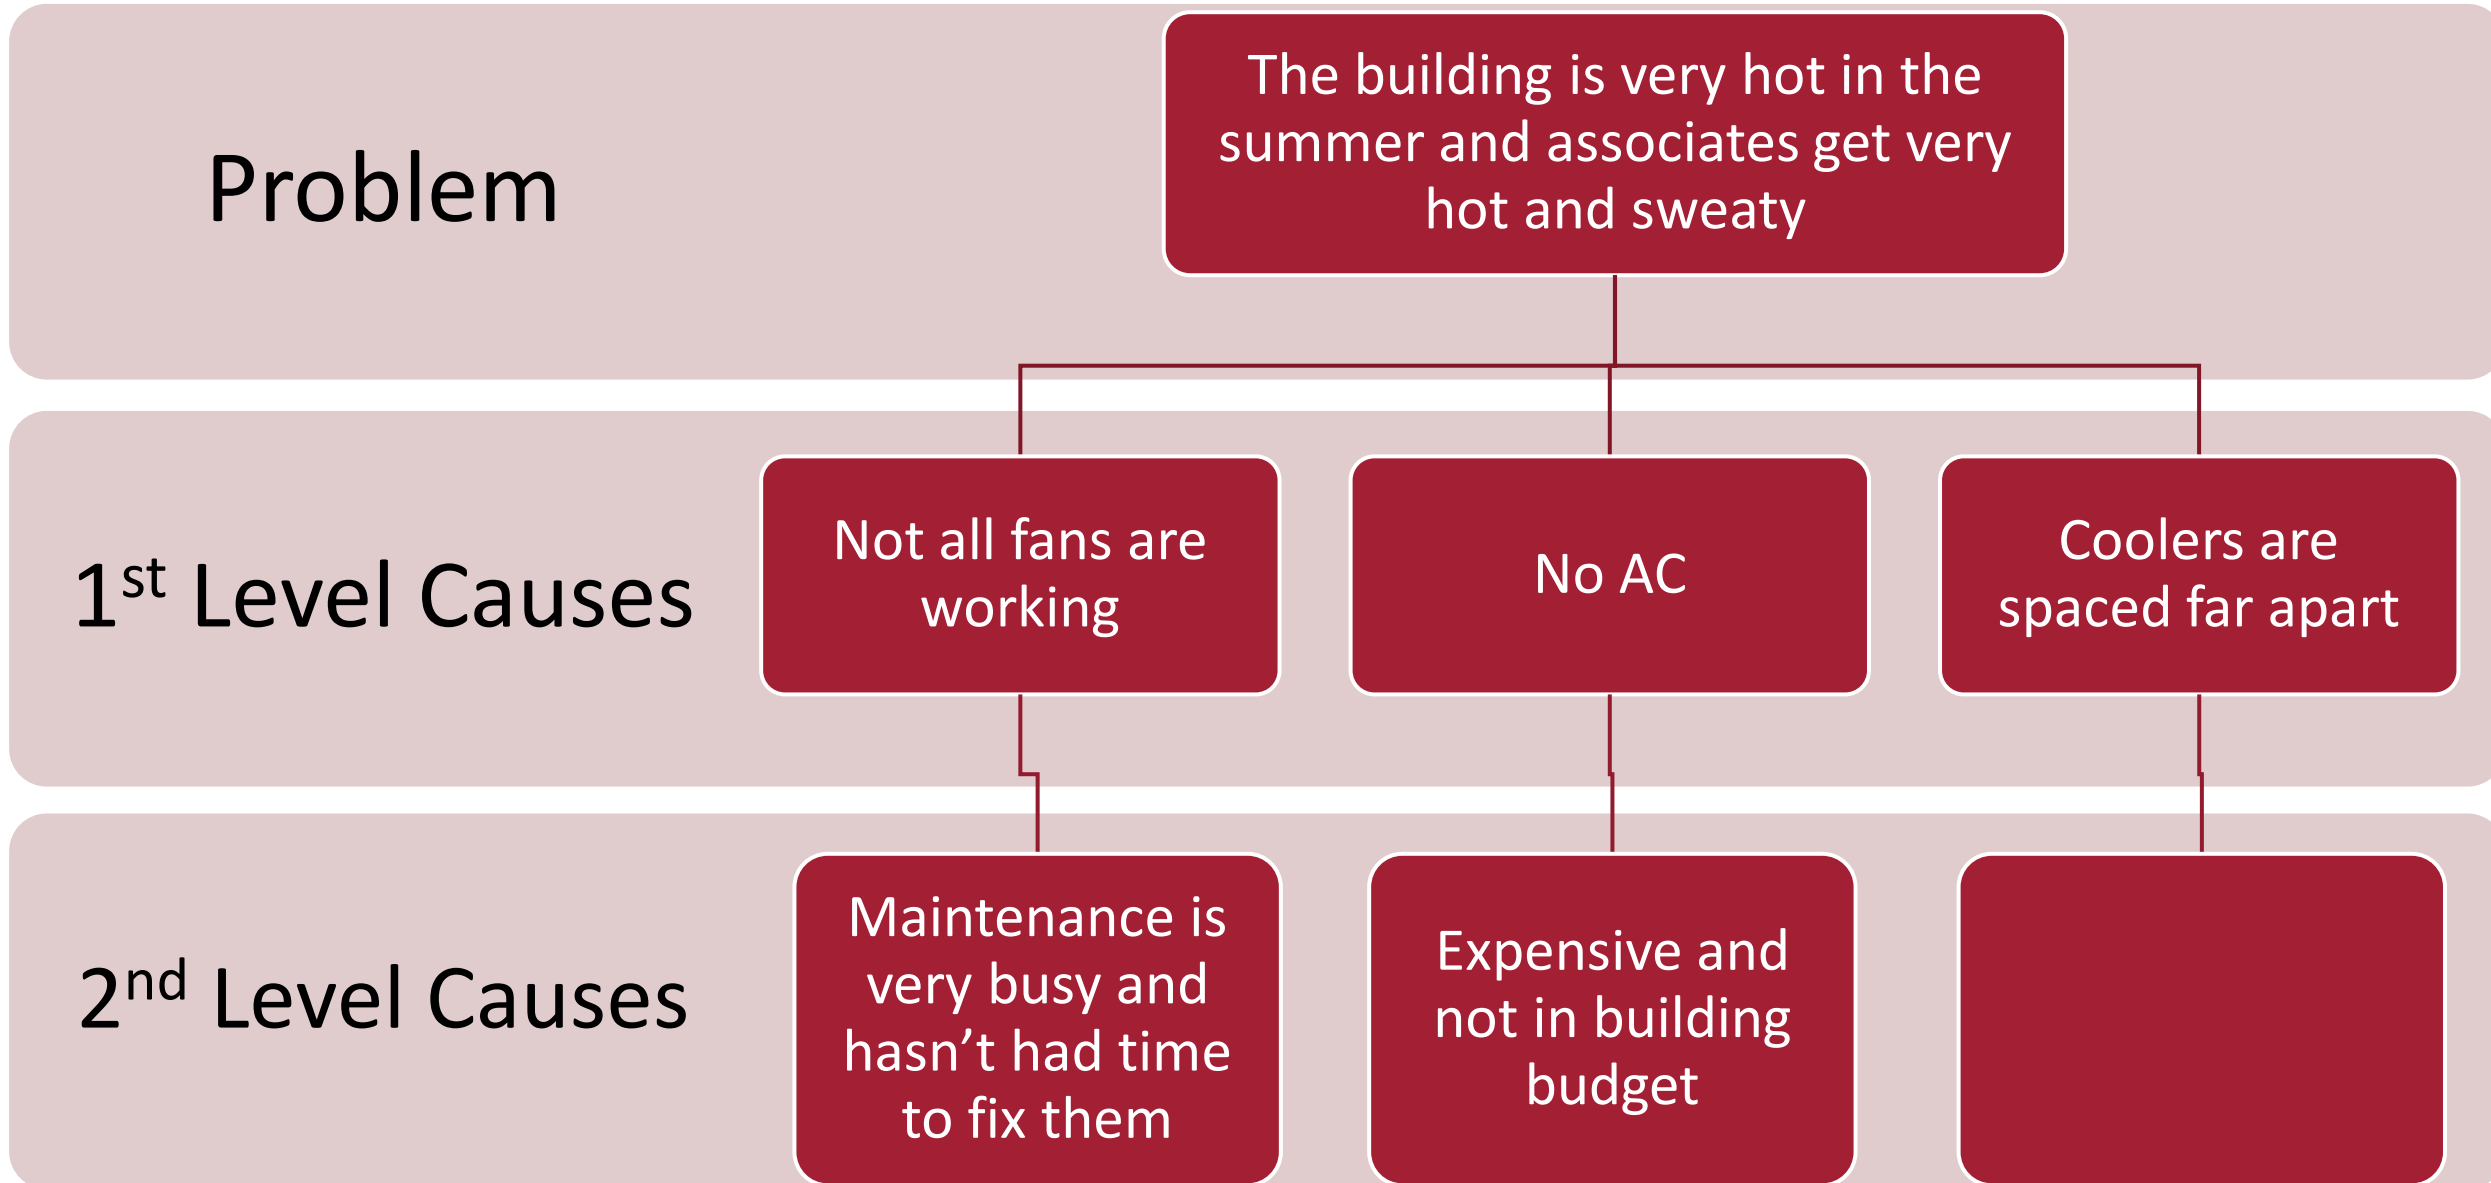 Problem
The building is very hot in the
summer and associates get very
hot and sweaty
1st Level Causes
Not all fans are
working
No AC
Coolers are
spaced far apart
2nd Level Causes
Maintenance is
very busy and
hasn’t had time
to fix them
Expensive and
not in building
budget